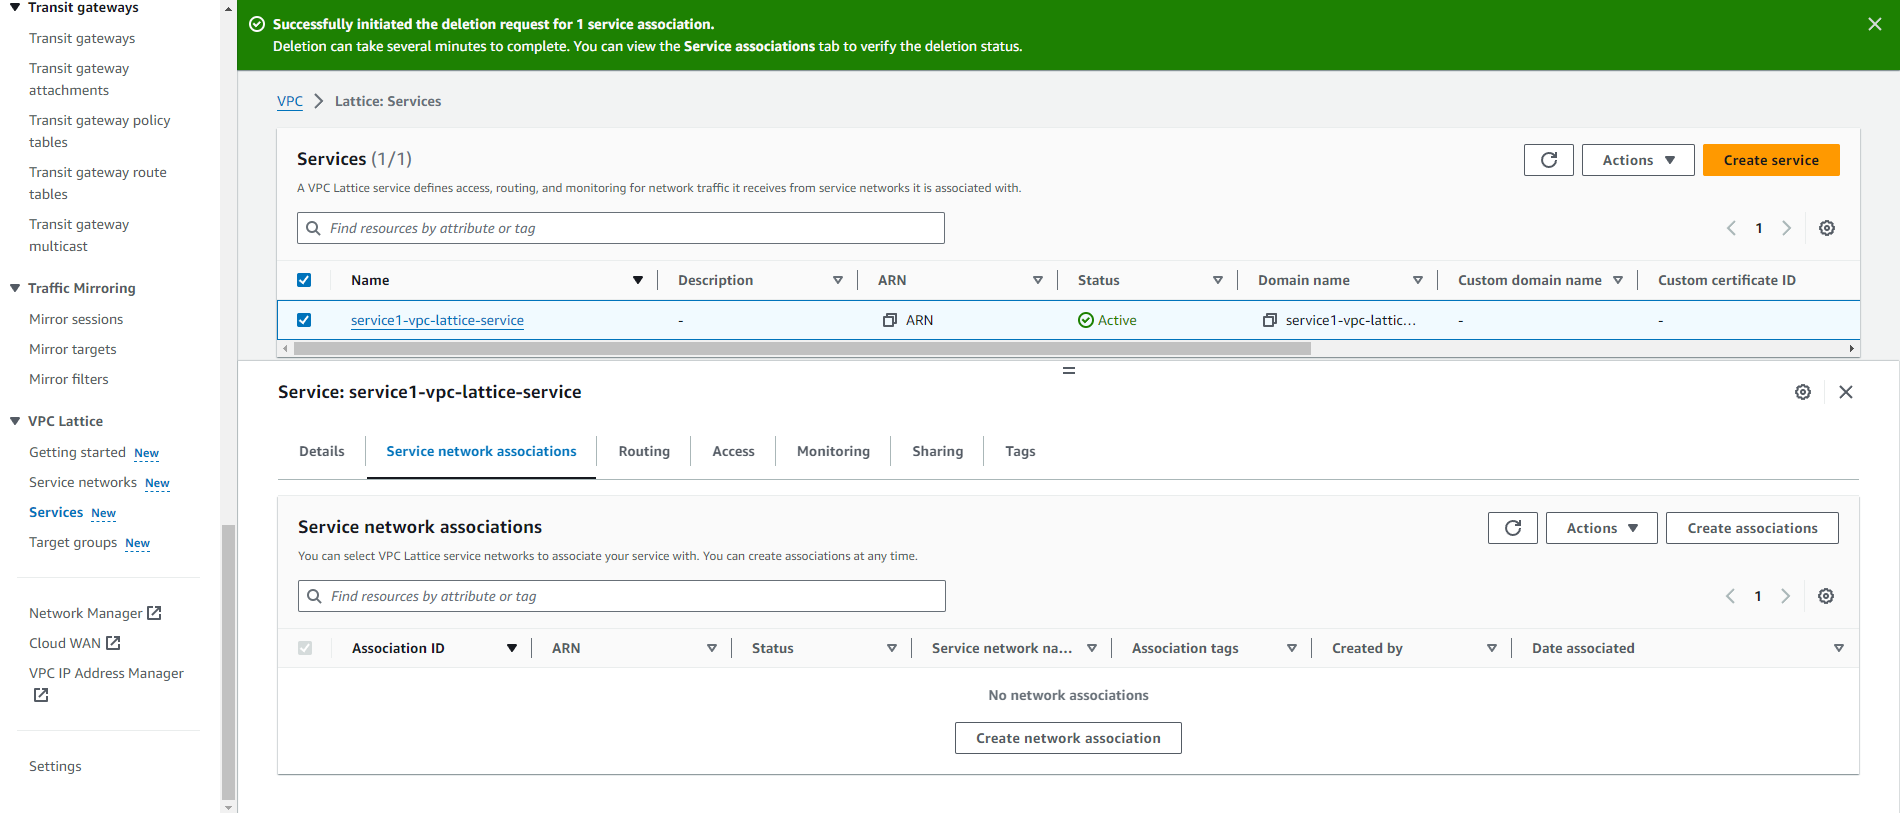 Transit gateways
Transit gateways
Transit gateway
attachments
Transit gateway policy
tables
Transit gateway route
tables
Transit gateway
multicast
Traffic Mirroring
Mirror sessions
Mirror targets
Mirror filters
VPC Lattice
Getting started New
Service networks New
Services New
Target groups New
Network Manager
Cloud WAN
VPC IP Address Manager
Settings
Successfully initiated the deletion request for 1 service association.
Deletion can take several minutes to complete. You can view the Service associations tab to verify the deletion status.
VPC Lattice: Services
Services (1/1)
Actions
Create service
A VPC Lattice service defines access, routing, and monitoring for network traffic it receives from service networks it is associated with.
Find resources by attribute or tag
1
Name Description ARN Status Domain name Custom domain name Custom certificate ID
service1-vpc-lattice-service - ARN Active service1-vpc-lattic... - -
Service: service1-vpc-lattice-service
Details Service network associations Routing Access Monitoring Sharing Tags
Service network associations
Actions
Create associations
You can select VPC Lattice service networks to associate your service with. You can create associations at any time.
Find resources by attribute or tag
1
Association ID ARN Status Service network na... Association tags Created by Date associated
No network associations
Create network association